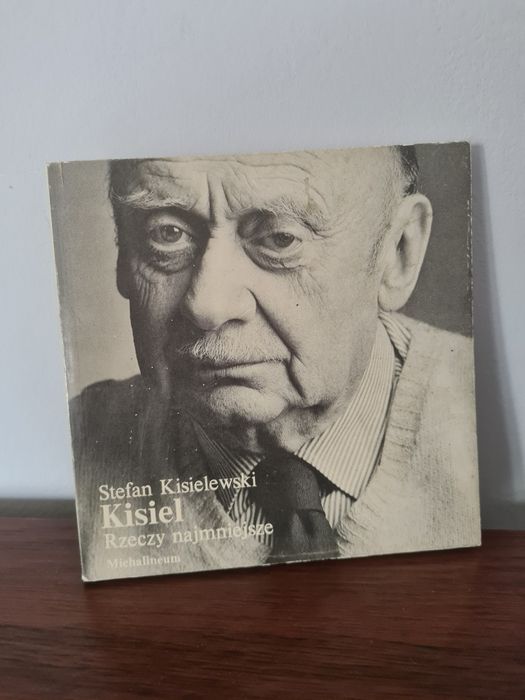 Stefan Kisielewski
Kisiel
Rzeczy najmniejsze
Michalineum